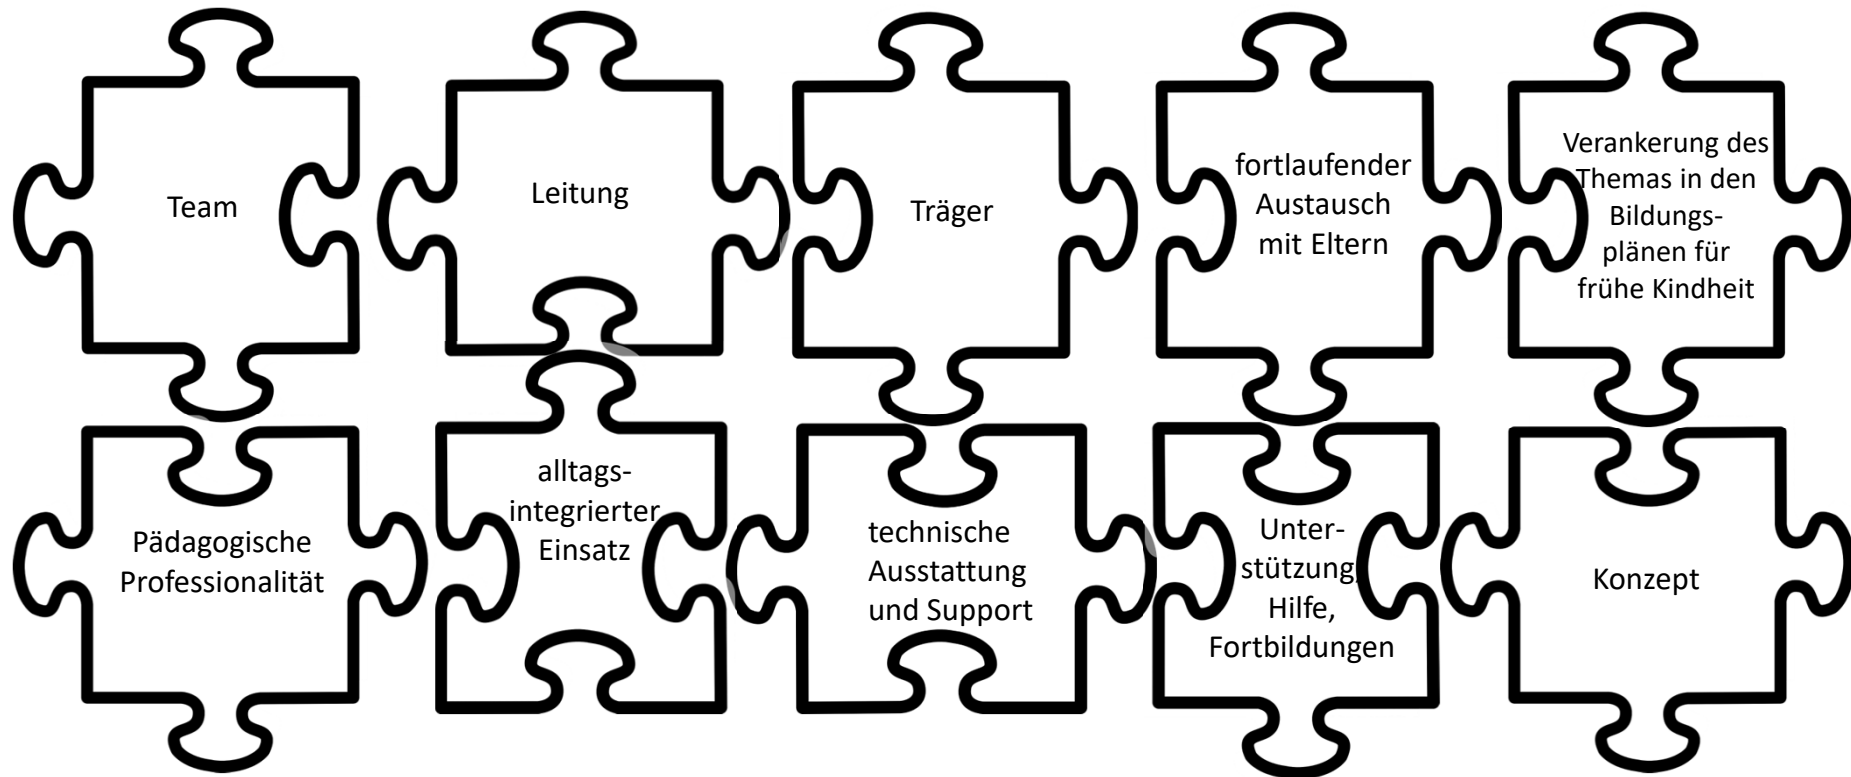 Team
Leitung
Träger
fortlaufender
Austausch
mit Eltern
Verankerung des
Themas in den
Bildungs-
plänen für
frühe Kindheit
Pädagogische
Professionalität
alltags-
integrierter
Einsatz
technische
Ausstattung
und Support
Unter-
stützung,
Hilfe,
Fortbildungen
Konzept